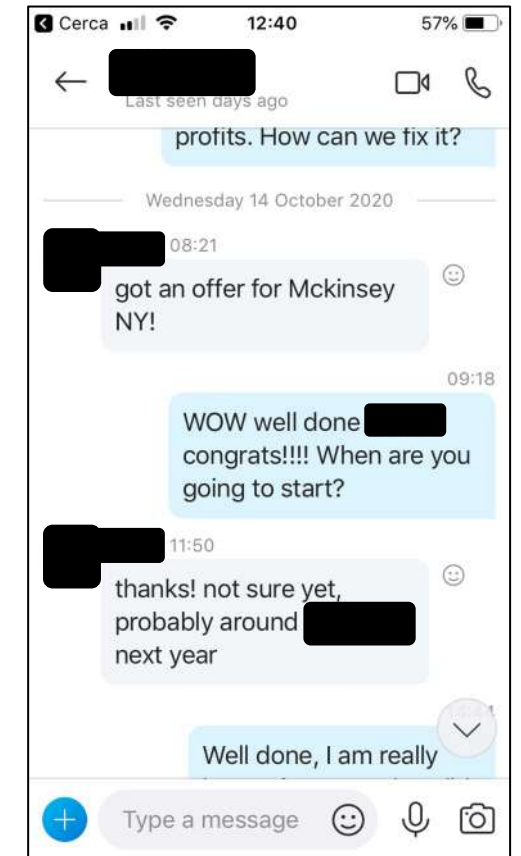 Cerca
12:40
57%
Last seen days ago
profits. How can we fix it?
Wednesday 14 October 2020
08:21
got an offer for Mckinsey
NY!
09:18
WOW well done
congrats!!!! When are you
going to start?
11:50
thanks! not sure yet,
probably around
next year
Well done, I am really
Type a message